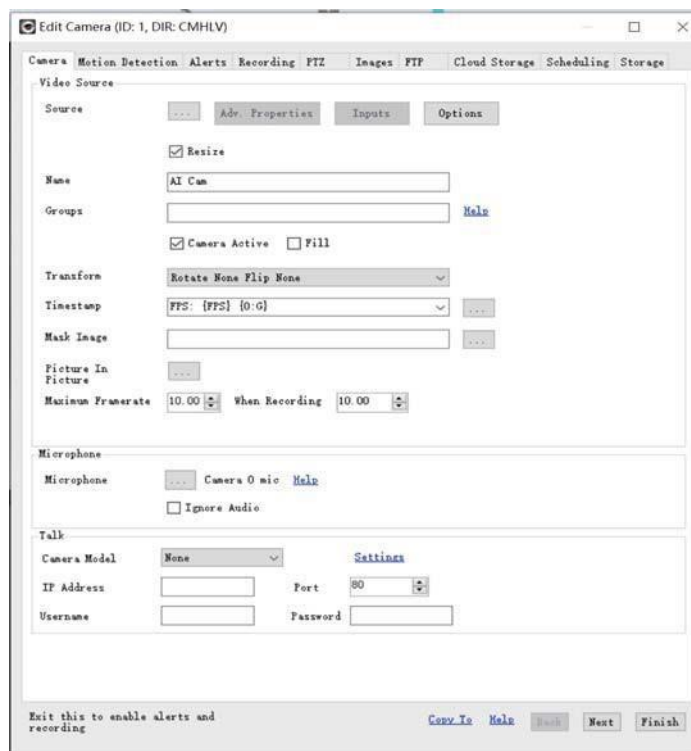 Edit Camera (ID: 1, DIR: CMHLV)
Camera Motion Detection Alerts Recording PTZ Images FTP Cloud Storage Scheduling Storage
Video Source
Source ... Adv. Properties Inputs Options
Resize
Name AI Cam
Groups Help
Camera Active Fill
Transform Rotate None Flip None
Timestamp FPS: {FPS} {0:G} ...
Mask Image ...
Picture In
Picture ...
Maximum Framerate 10.00 When Recording 10.00
Microphone
Microphone ... Camera 0 mic Help
Ignore Audio
Talk
Camera Model None Settings
IP Address Port 80
Username Password
Exit this to enable alerts and
recording
Copy To Help Back Next Finish